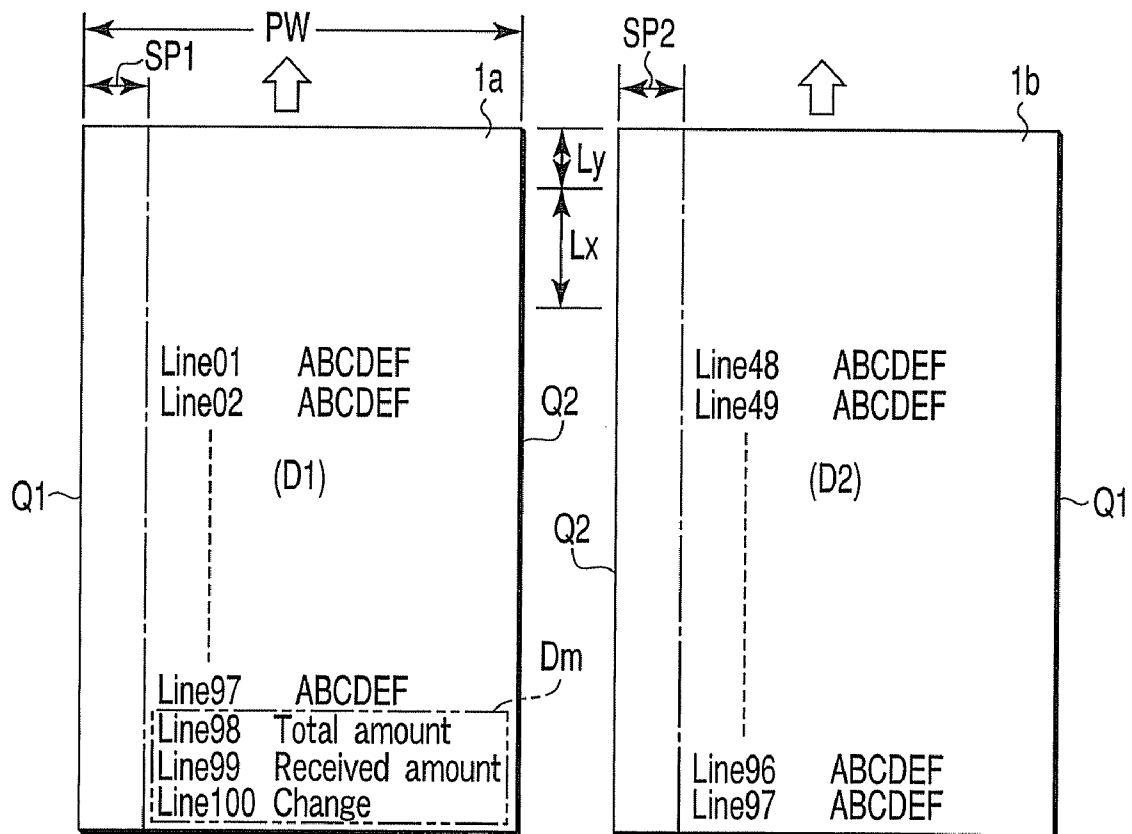 PW
SP1
SP2
1a
1b
Ly
Lx
Line01 ABCDEF
Line02 ABCDEF
(D1)
Q1
Q2
Line97 ABCDEF
Dm
Line98 Total amount
Line99 Received amount
Line100 Change
Line48 ABCDEF
Line49 ABCDEF
(D2)
Q2
Q1
Line96 ABCDEF
Line97 ABCDEF